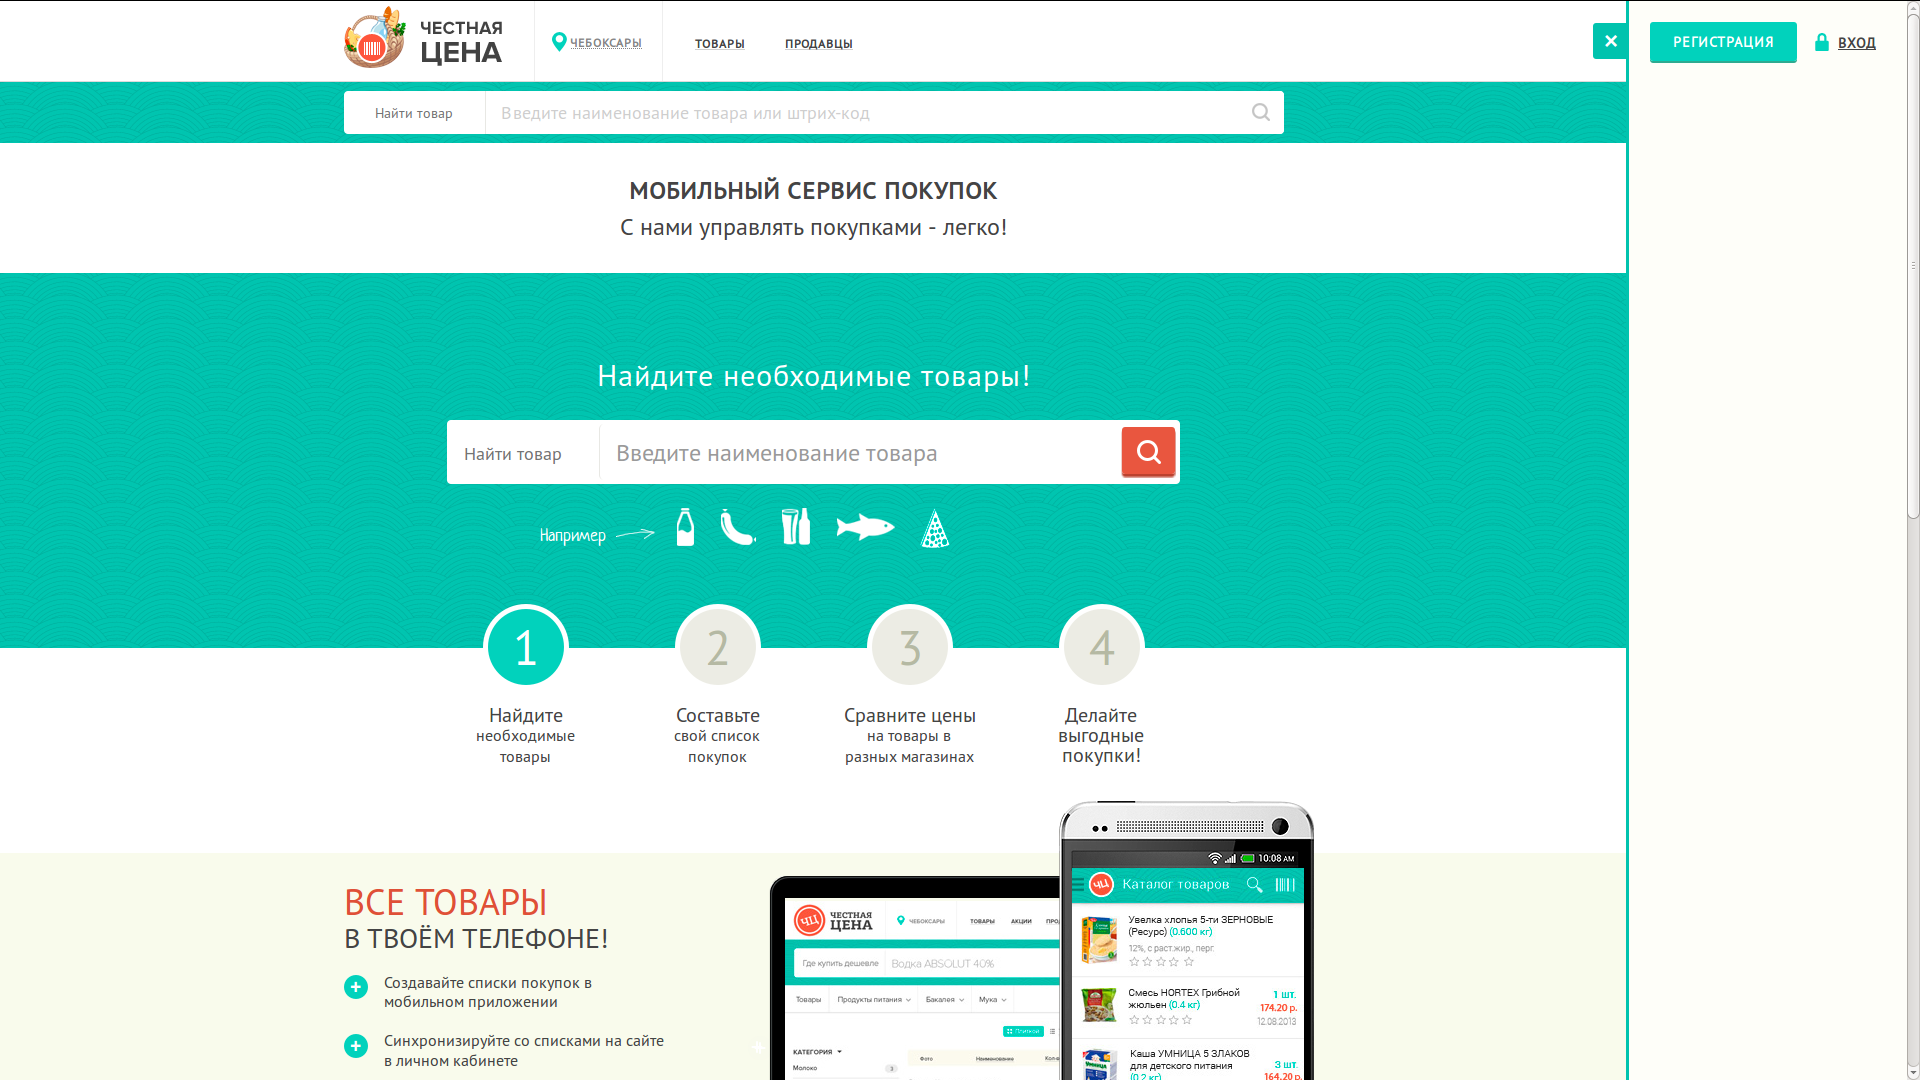 ЧЕСТНАЯ
ЦЕНА
ЧЕБОКСАРЫ
ТОВАРЫ
ПРОДАВЦЫ
РЕГИСТРАЦИЯ
ВХОД
Найти товар
Введите наименование товара или штрих-код
МОБИЛЬНЫЙ СЕРВИС ПОКУПОК
С нами управлять покупками - легко!
Найдите необходимые товары!
Найти товар
Введите наименование товара
Например
1
2
3
4
Найдите
необходимые
товары
Составьте
свой список
покупок
Сравните цены
на товары в
разных магазинах
Делайте
выгодные
покупки!
ВСЕ ТОВАРЫ
В ТВОЁМ ТЕЛЕФОНЕ!
Создавайте списки покупок в
мобильном приложении
Синхронизируйте со списками на сайте
в личном кабинете
ЧЦ
ЧЕСТНАЯ
ЦЕНА
ЧЕБОКСАРЫ
ТОВАРЫ
АКЦИИ
Где купить дешевле
Водка ABSOLUT 40%
Товары
Продукты питания
Бакалея
Мука
Плиткой
КАТЕГОРИЯ
Фото
Наименование
Молоко
3
10:08 AM
ЧЦ
Каталог товаров
Увелка хлопья 5-ти ЗЕРНОВЫЕ
(Ресурс) (0.600 кг)
12%, с раст.жир., перг.
Смесь HORTEX Грибной
жюльен (0.4 кг)
1 шт.
174.20 р.
12.08.2013
Каша УМНИЦА 5 ЗЛАКОВ
для детского питания
(0.2 кг)
3 шт.
164.20 р.